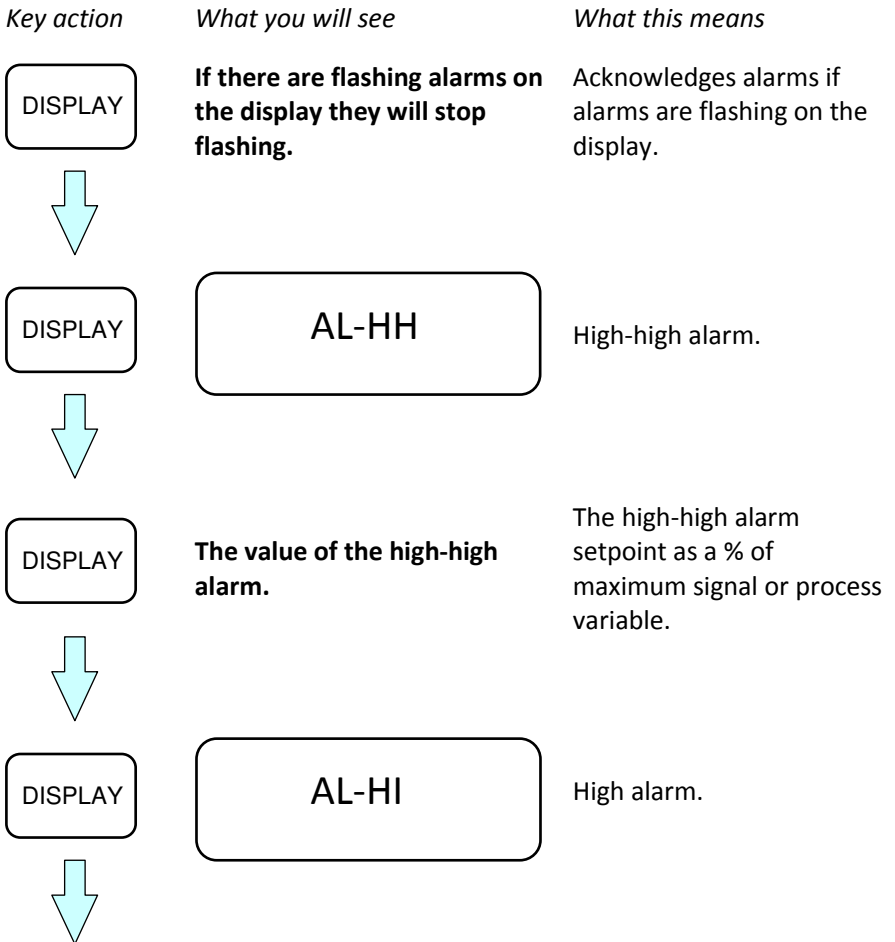 Key action What you will see What this means
DISPLAY
If there are flashing alarms on
the display they will stop
flashing.
Acknowledges alarms if
alarms are flashing on the
display.
DISPLAY
AL-HH
High-high alarm.
DISPLAY
The value of the high-high
alarm.
The high-high alarm
setpoint as a % of
maximum signal or process
variable.
DISPLAY
AL-HI
High alarm.